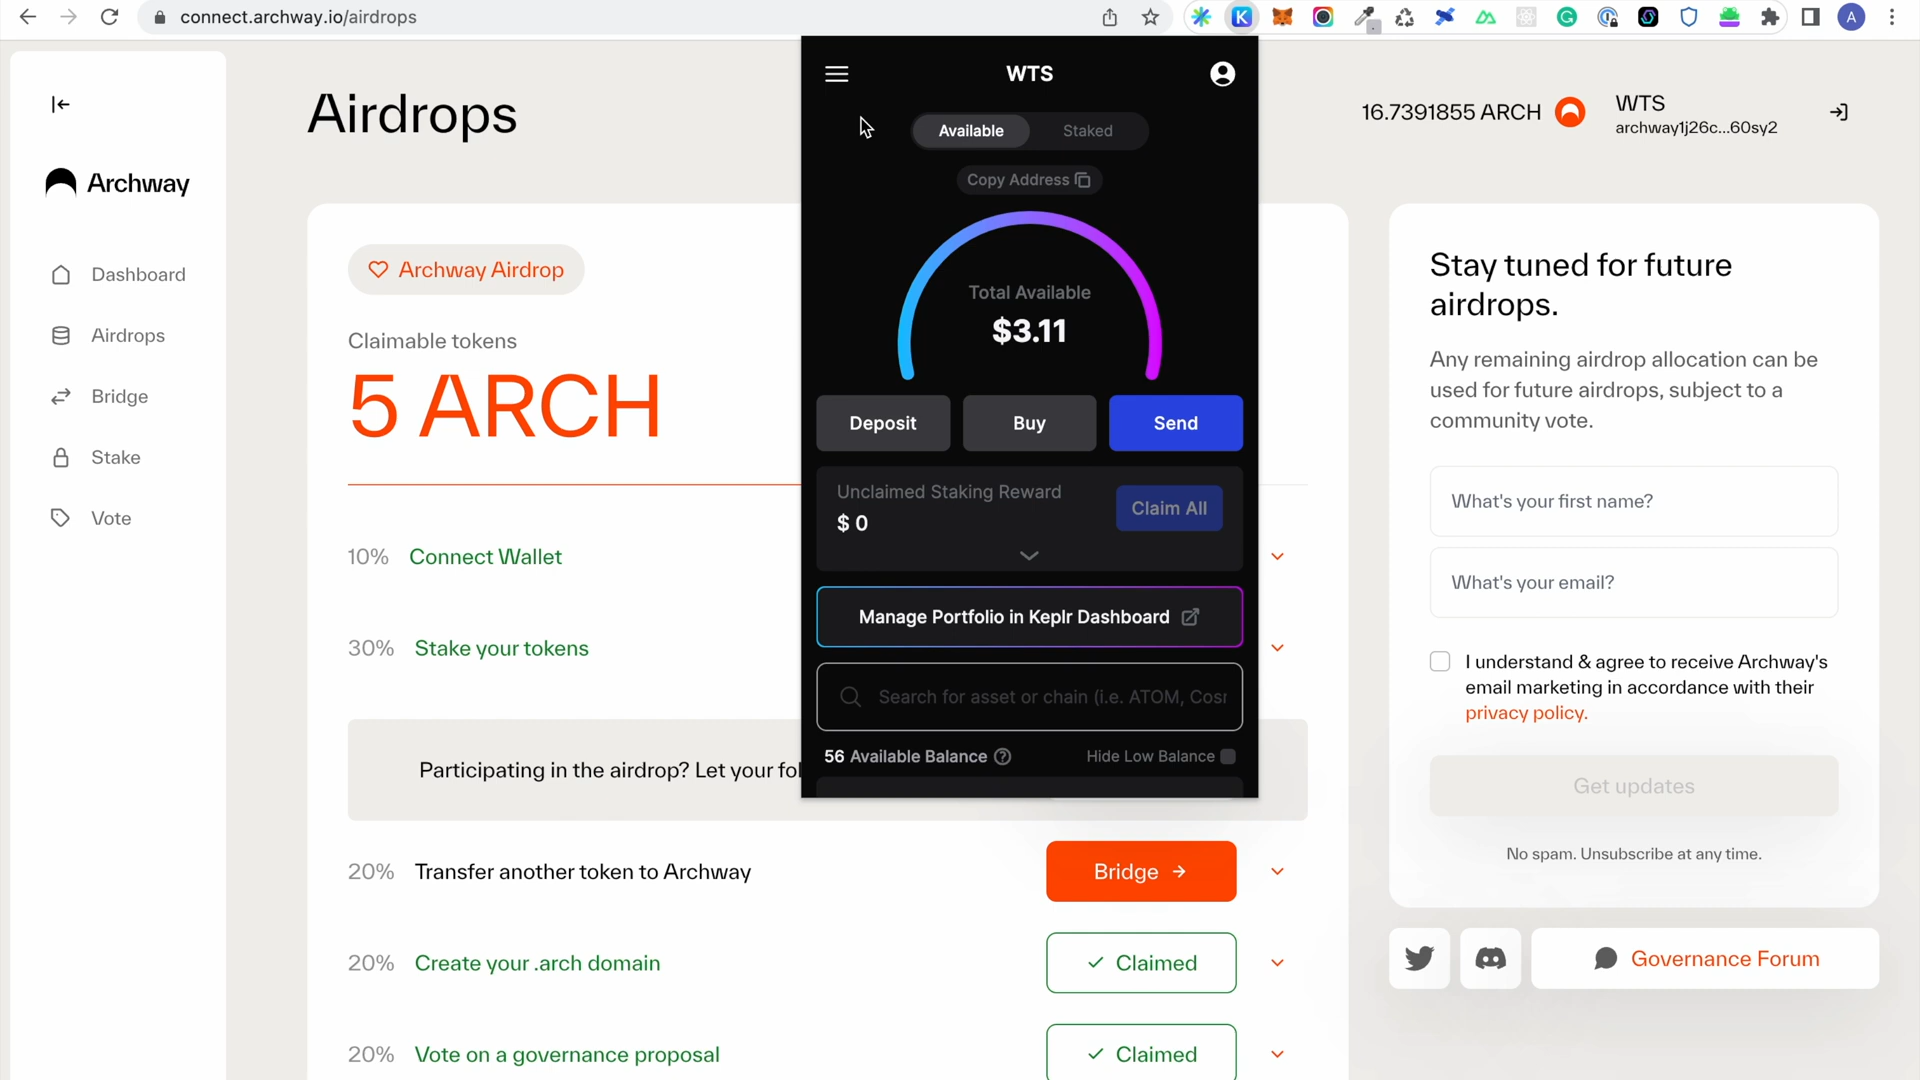 connect.archway.io/airdrops
K
A
Archway
Dashboard
Airdrops
Bridge
Stake
Vote
Airdrops
Archway Airdrop
Claimable tokens
5 ARCH
10% Connect Wallet
30% Stake your tokens
Participating in the airdrop? Let your fol
20% Transfer another token to Archway
Bridge
20% Create your .arch domain
Claimed
20% Vote on a governance proposal
Claimed
WTS
Available
Staked
Copy Address
Total Available
$3.11
Deposit
Buy
Send
Unclaimed Staking Reward
$ 0
Claim All
Manage Portfolio in Keplr Dashboard
Search for asset or chain (i.e. ATOM, Cosr
56 Available Balance
Hide Low Balance
16.7391855 ARCH
WTS
archway1j26c...60sy2
Stay tuned for future
airdrops.
Any remaining airdrop allocation can be
used for future airdrops, subject to a
community vote.
What's your first name?
What's your email?
I understand & agree to receive Archway's
email marketing in accordance with their
privacy policy.
Get updates
No spam. Unsubscribe at any time.
Governance Forum